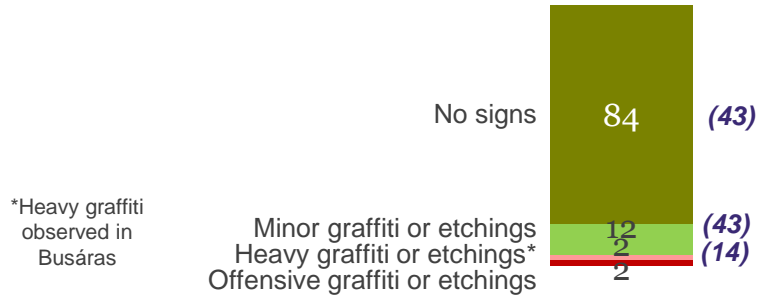 No signs 84 (43)
*Heavy graffiti
observed in
Busáras
Minor graffiti or etchings 12 (43)
Heavy graffiti or etchings* 2 (14)
Offensive graffiti or etchings 2